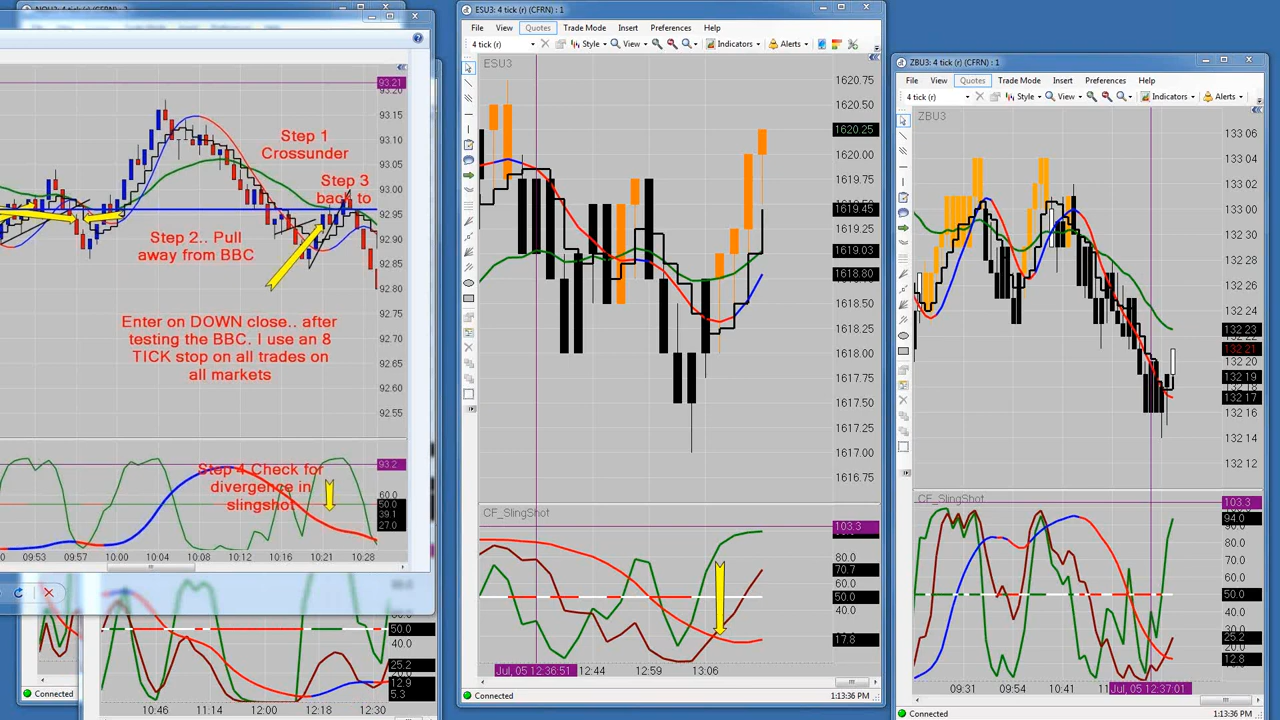 93.21
93.20
93.15
93.10
93.05
93.00
92.95
92.90
92.85
92.80
92.75
92.70
92.65
92.60
92.55
Step 1
Crossunder
Step 3
back to
Step 2.. Pull
away from BBC
Enter on DOWN close.. after
testing the BBC. I use an 8
TICK stop on all trades on
all markets
Step 4 Check for
divergence in
slingshot
93.2
60.0
50.0
39.1
27.0
09:53 09:57 10:00 10:04 10:08 10:12 10:16 10:21 10:28
50.0
40.0
25.2
12.9
5.3
10:46 11:14 12:00 12:18 12:30
Connected
ESU3: 4 tick (CFRN) : 1
File View Quotes Trade Mode Insert Preferences Help
4 tick (r) Style View Indicators Alerts
ESU3
1620.75
1620.50
1620.25
1620.00
1619.75
1619.45
1619.25
1619.03
1618.80
1618.50
1618.25
1618.00
1617.75
1617.50
1617.25
1617.00
1616.75
CF_SlingShot
103.3
80.0
70.7
60.0
50.0
40.0
17.8
Jul, 05 12:36:51 12:44 12:59 13:06
Connected 1:13:36 PM
ZBU3: 4 tick (r) (CFRN) : 1
File View Quotes Trade Mode Insert Preferences Help
4 tick (r) Style View Indicators Alerts
ZBU3
133 06
133 04
133 02
133 00
132 30
132 28
132 26
132 24
132 23
132 21
132 20
132 19
132 18
132 17
132 16
132 14
132 12
CF_SlingShot
103.3
94.0
80.0
60.0
50.0
40.0
25.2
12.8
09:31 09:54 10:41 Jul, 05 12:37:01
Connected 1:13:36 PM